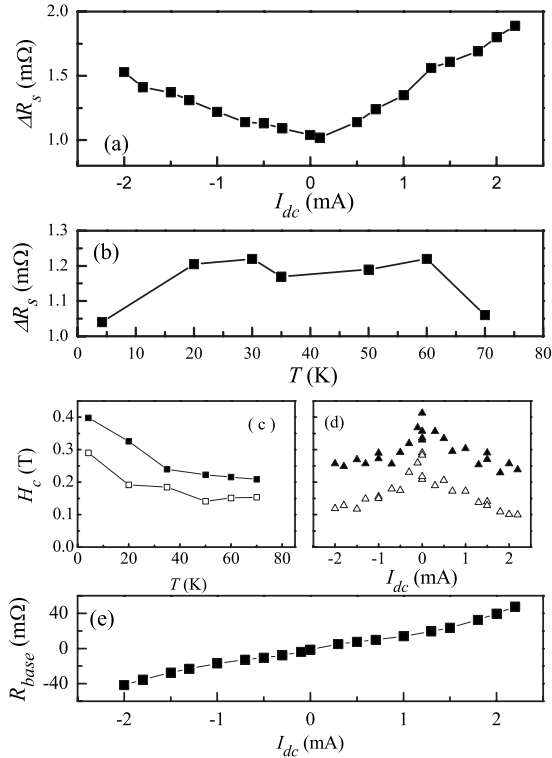 2.0
1.5
1.0
ΔR_s (mΩ)
(a)
-2 -1 0 1 2
I_dc (mA)
1.3
1.2
1.1
1.0
ΔR_s (mΩ)
(b)
0 10 20 30 40 50 60 70 80
T (K)
0.4
0.3
0.2
0.1
0.0
H_c (T)
( c )
0 20 40 60 80
T (K)
(d)
-2 -1 0 1 2
I_dc (mA)
40
0
-40
R_base (mΩ)
(e)
-2 -1 0 1 2
I_dc (mA)